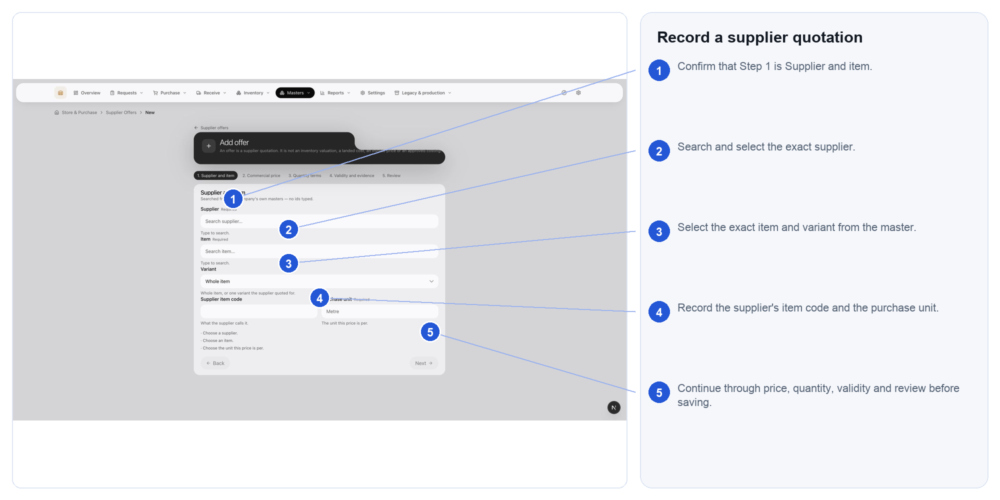 Overview
Requests
Purchase
Receive
Inventory
Masters
Reports
Settings
Legacy & production
Store & Purchase > Supplier Offers > New
← Supplier offers
+
Add offer
An offer is a supplier quotation. It is not an inventory valuation, a landed cost, an invoice price or an approved costing.
1. Supplier and item
2. Commercial price
3. Quantity terms
4. Validity and evidence
5. Review
Supplier
1
Searched company's own masters — no ids typed.
Supplier Required
Search supplier...
2
Type to search.
Item Required
Search item...
3
Type to search.
Variant
Whole item
Whole item, or one variant the supplier quoted for.
4
Supplier item code
Purchase unit Required
Metre
What the supplier calls it.
The unit this price is per.
5
· Choose a supplier.
· Choose an item.
· Choose the unit this price is per.
← Back
Next →
N
Record a supplier quotation
1 Confirm that Step 1 is Supplier and item.
2 Search and select the exact supplier.
3 Select the exact item and variant from the master.
4 Record the supplier's item code and the purchase unit.
5 Continue through price, quantity, validity and review before
saving.